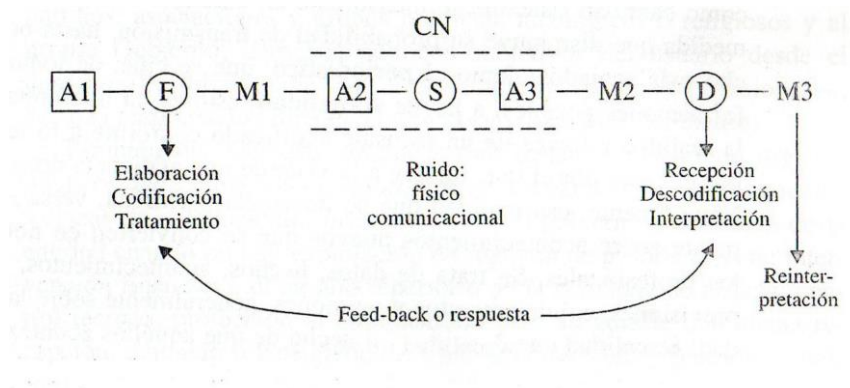 CN
A1 F M1 A2 S A3 M2 D M3
Elaboración
Codificación
Tratamiento
Ruido:
físico
comunicacional
Recepción
Descodificación
Interpretación
Reinter-
pretación
Feed-back o respuesta